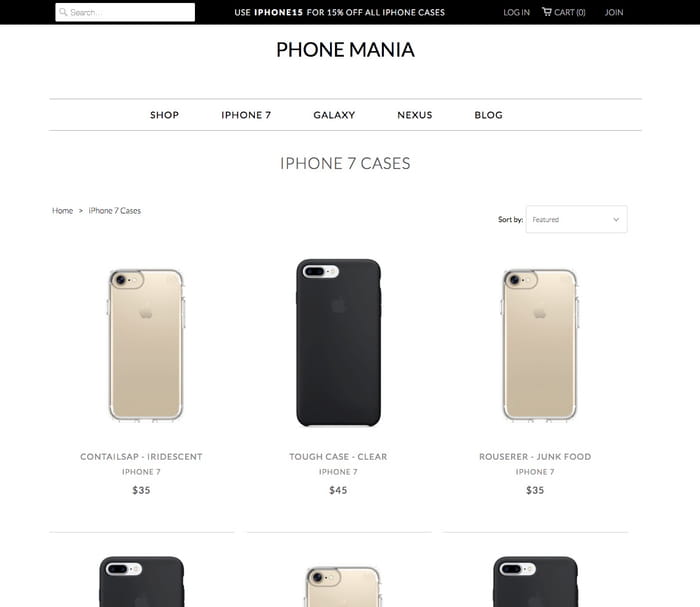 Search...
USE IPHONE15 FOR 15% OFF ALL IPHONE CASES
LOG IN
CART (0)
JOIN
PHONE MANIA
SHOP
IPHONE 7
GALAXY
NEXUS
BLOG
IPHONE 7 CASES
Home > iPhone 7 Cases
Sort by: Featured
CONTAILSAP - IRIDESCENT
IPHONE 7
$35
TOUGH CASE - CLEAR
IPHONE 7
$45
ROUSERER - JUNK FOOD
IPHONE 7
$35